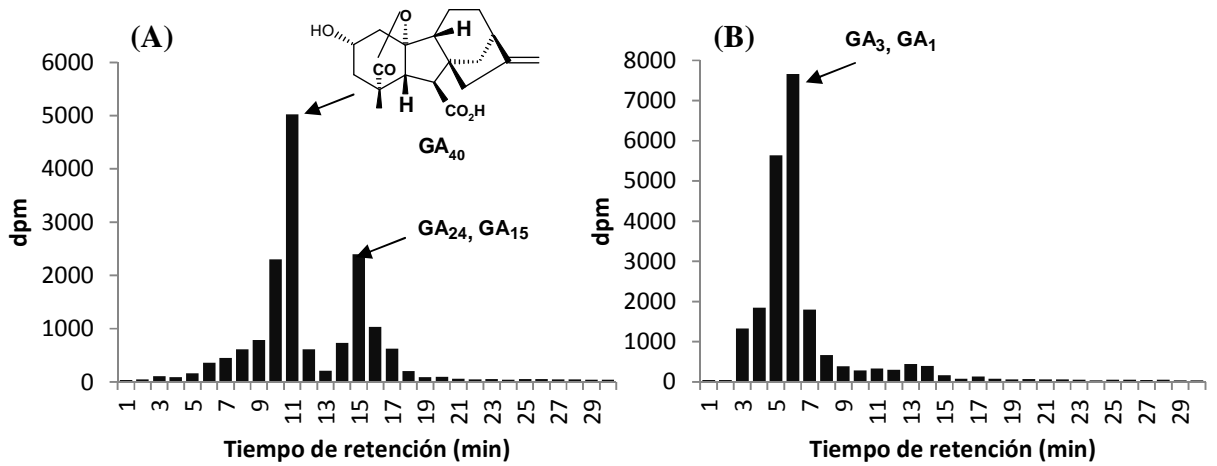 (A)
6000
5000
4000
3000
2000
1000
0
dpm
1 3 5 7 9 11 13 15 17 19 21 23 25 27 29
Tiempo de retención (min)
HO
O
CO
H
H
CO₂H
GA₄₀
GA₂₄, GA₁₅
(B)
8000
7000
6000
5000
4000
3000
2000
1000
0
dpm
1 3 5 7 9 11 13 15 17 19 21 23 25 27 29
Tiempo de retención (min)
GA₃, GA₁